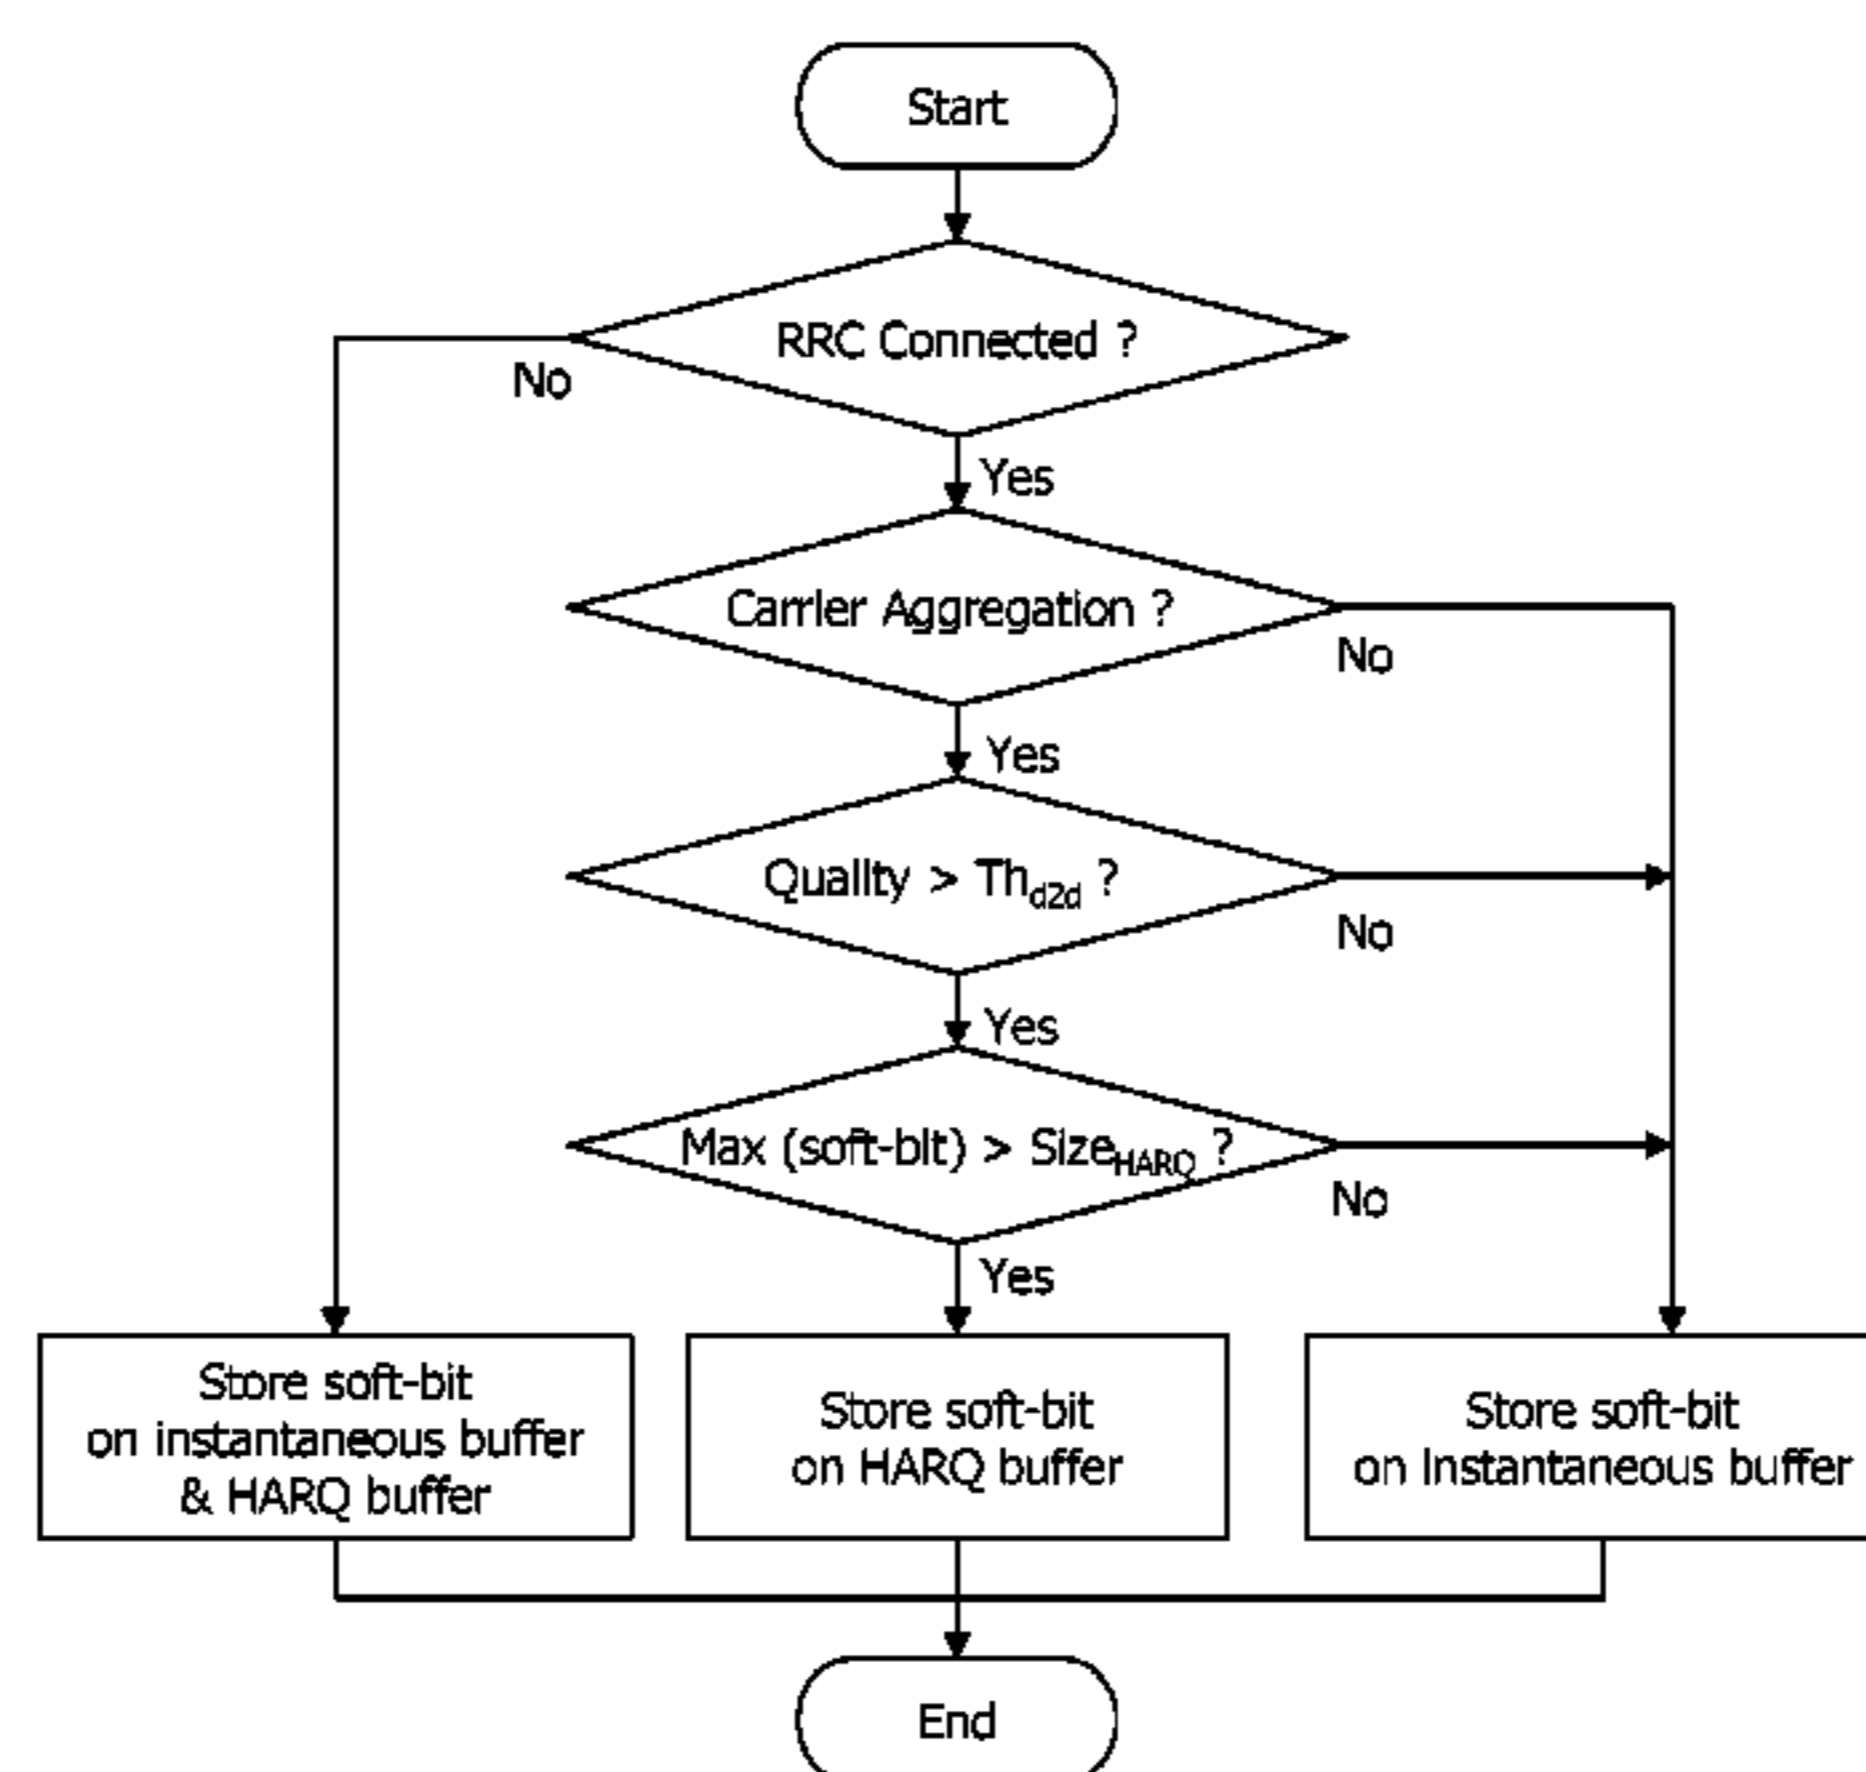 Start
RRC Connected ?
No
Yes
Carrier Aggregation ?
No
Yes
Quality > Thd2d ?
No
Yes
Max (soft-bit) > SizeHARQ ?
No
Yes
Store soft-bit
on instantaneous buffer
& HARQ buffer
Store soft-bit
on HARQ buffer
Store soft-bit
on instantaneous buffer
End